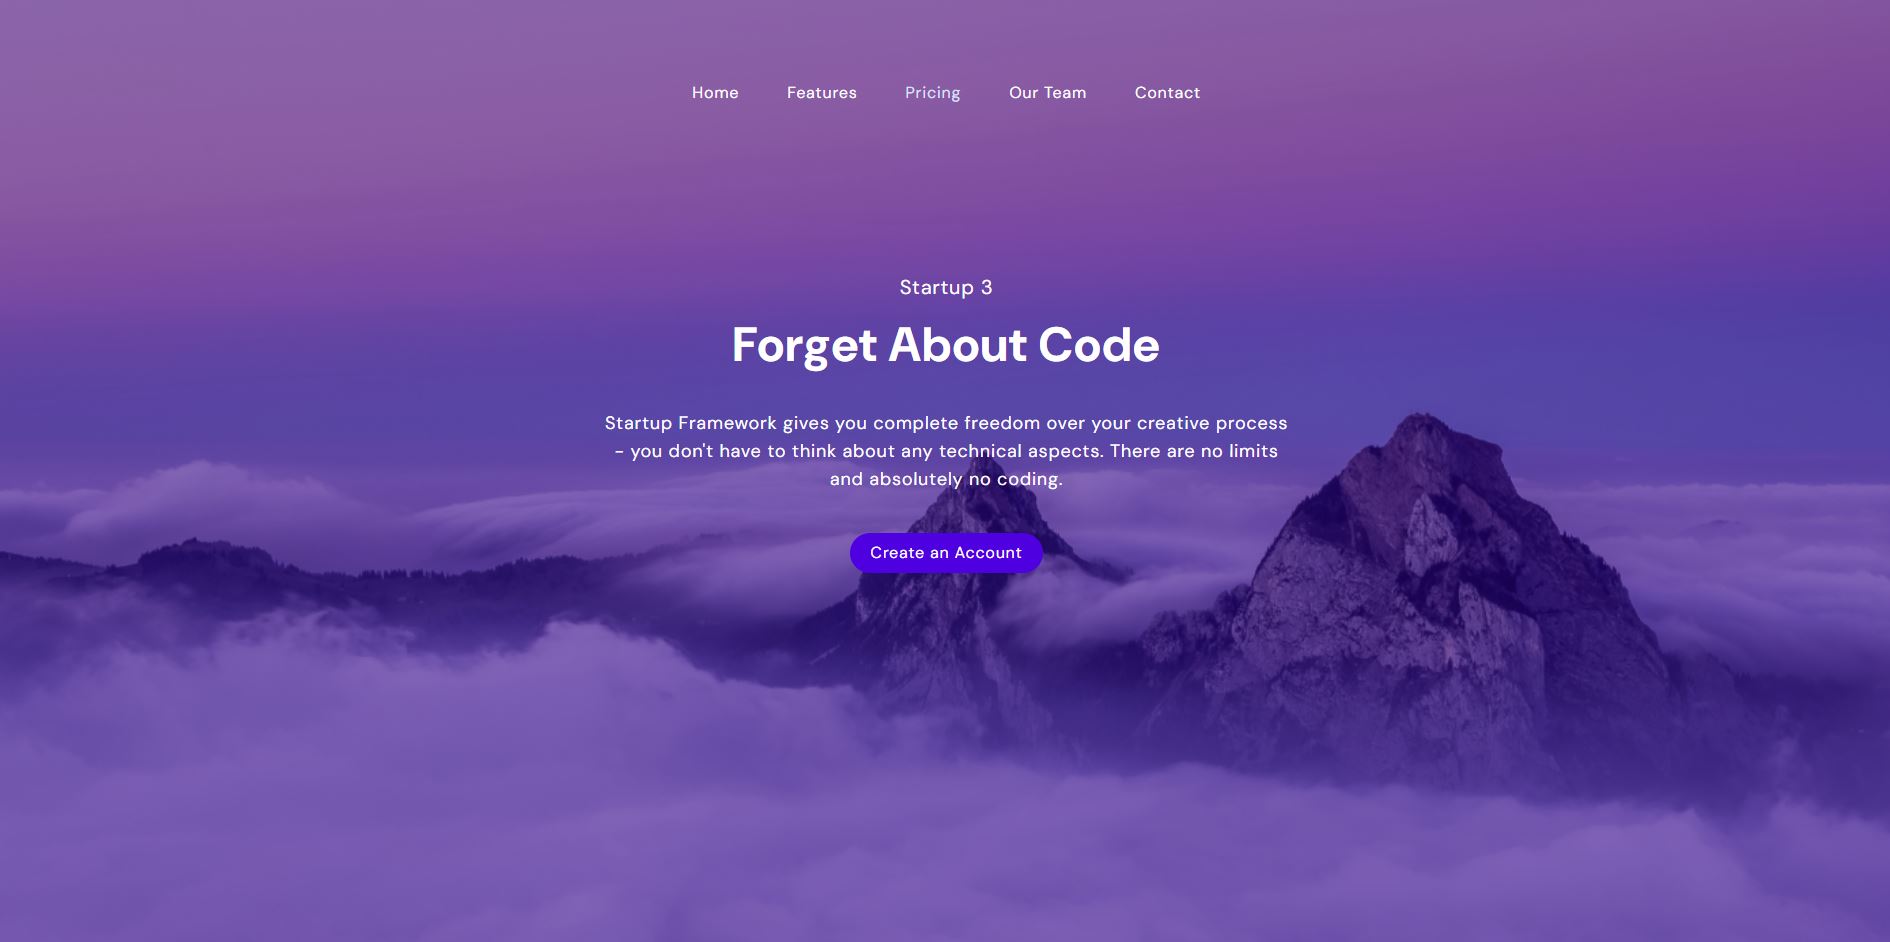 Home Features Pricing Our Team Contact
Startup 3
Forget About Code
Startup Framework gives you complete freedom over your creative process
- you don't have to think about any technical aspects. There are no limits
and absolutely no coding.
Create an Account